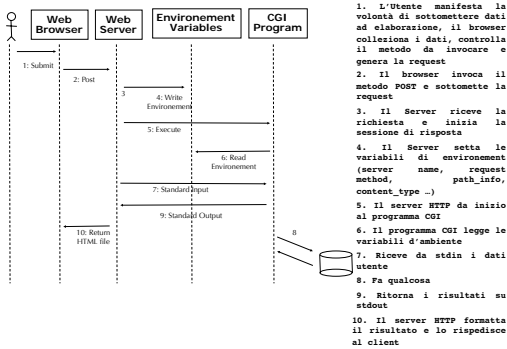 Web
Browser
Web
Server
Environement
Variables
CGI
Program
1: Submit
2: Post
3
4: Write
Environement
5: Execute
6: Read
Environement
7: Standard Input
9: Standard Output
10: Return
HTML file
8
1. L'Utente manifesta la
volontà di sottomettere dati
ad elaborazione, il browser
colleziona i dati, controlla
il metodo da invocare e
genera la request
2. Il browser invoca il
metodo POST e sottomette la
request
3. Il Server riceve la
richiesta e inizia la
sessione di risposta
4. Il Server setta le
variabili di environement
(server name, request
method, path_info,
content_type …)
5. Il server HTTP da inizio
al programma CGI
6. Il programma CGI legge le
variabili d'ambiente
7. Riceve da stdin i dati
utente
8. Fa qualcosa
9. Ritorna i risultati su
stdout
10. Il server HTTP formatta
il risultato e lo rispedisce
al client